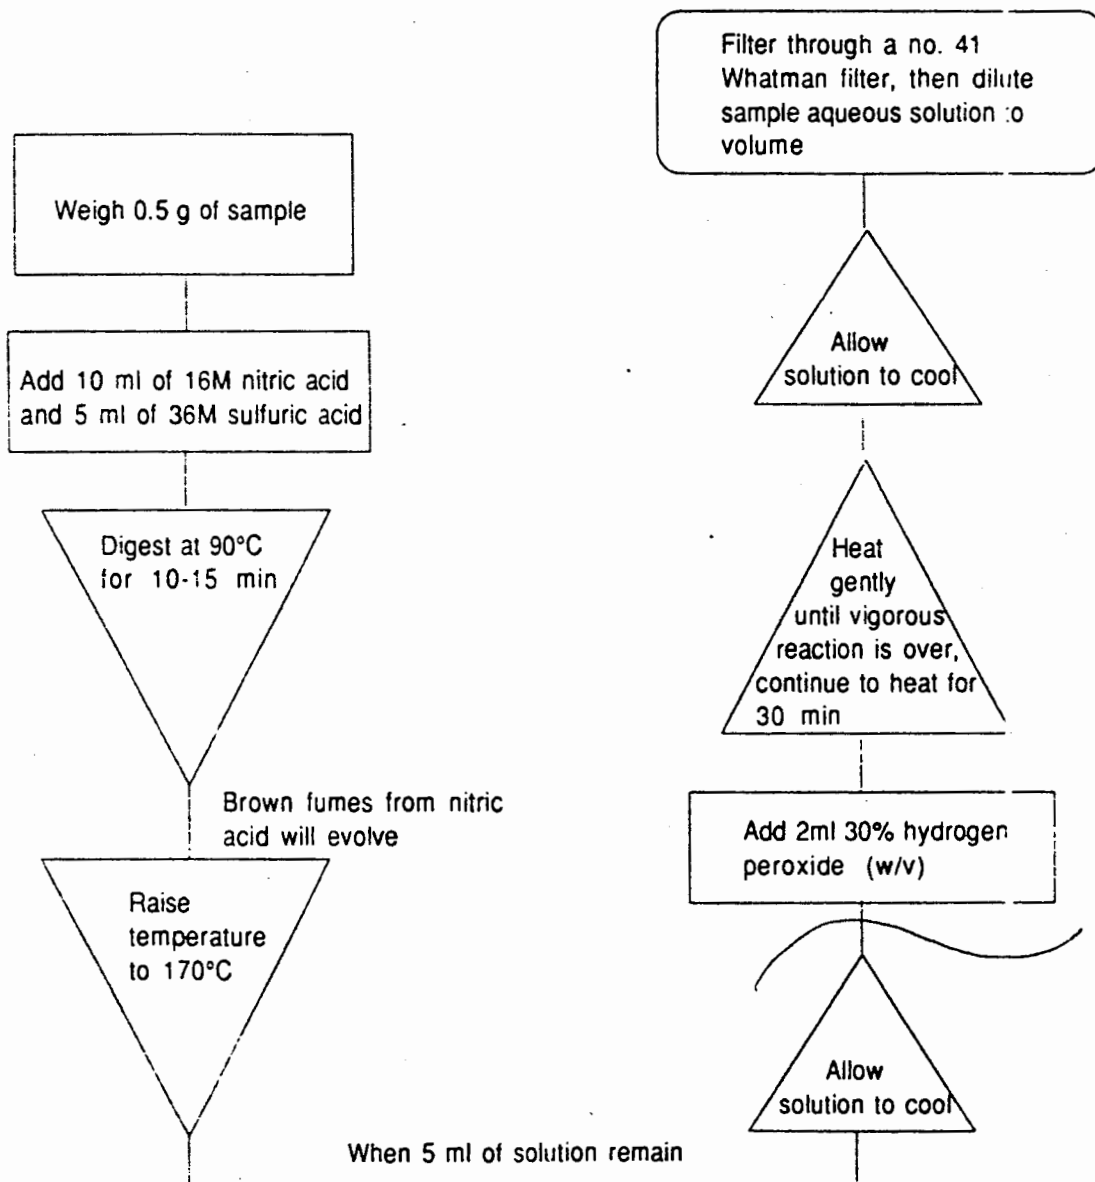 Weigh 0.5 g of sample
Add 10 ml of 16M nitric acid
and 5 ml of 36M sulfuric acid
Digest at 90°C
for 10-15 min
Brown fumes from nitric
acid will evolve
Raise
temperature
to 170°C
When 5 ml of solution remain
Allow
solution to cool
Add 2ml 30% hydrogen
peroxide (w/v)
Heat
gently
until vigorous
reaction is over,
continue to heat for
30 min
Allow
solution to cool
Filter through a no. 41
Whatman filter, then dilute
sample aqueous solution to
volume